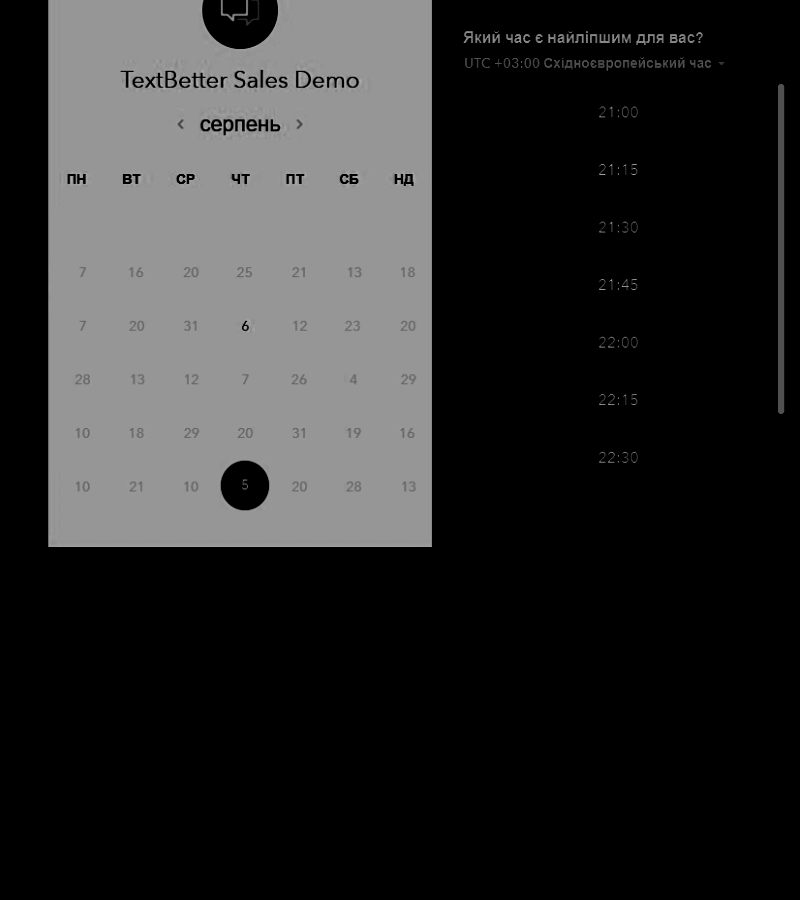 TextBetter Sales Demo
серпень
ПН ВТ СР ЧТ ПТ СБ НД
7 16 20 25 21 13 18
7 20 31 6 12 23 20
28 13 12 7 26 4 29
10 18 29 20 31 19 16
10 21 10 5 20 28 13
Який час є найліпшим для вас?
UTC +03:00 Східноєвропейський час
21:00
21:15
21:30
21:45
22:00
22:15
22:30